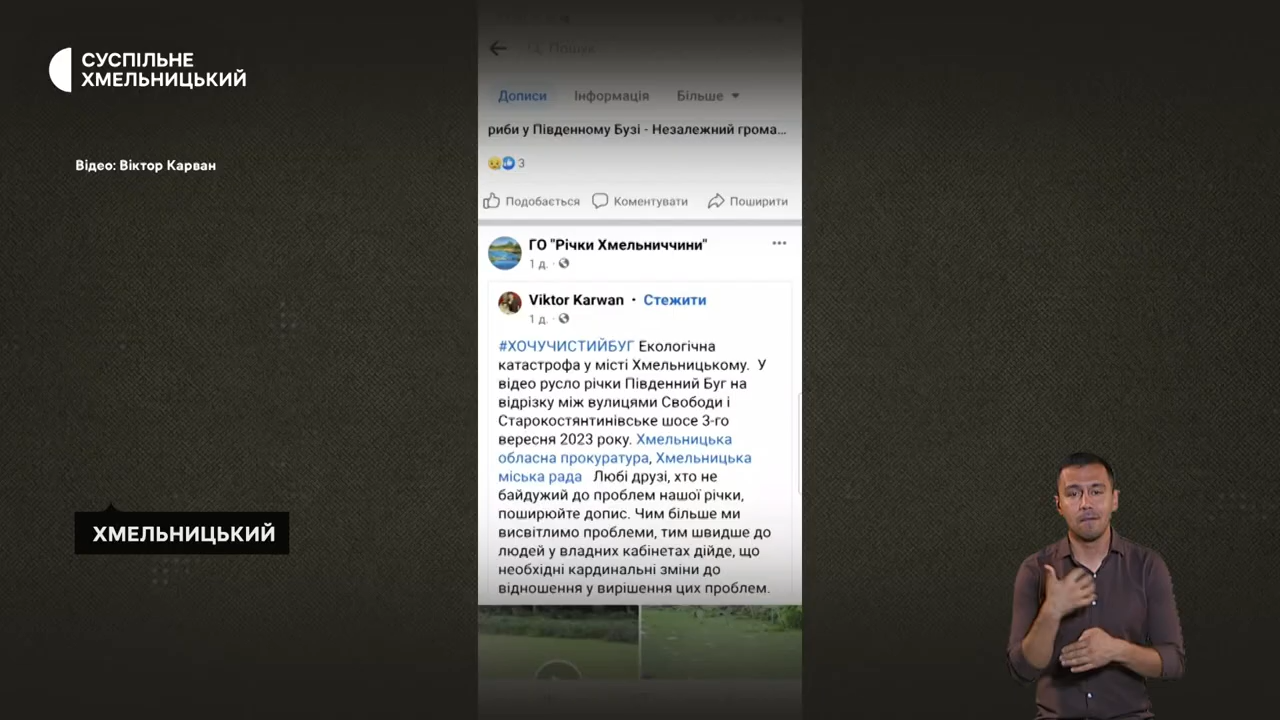 СУСПІЛЬНЕ
ХМЕЛЬНИЦЬКИЙ
Відео: Віктор Карван
Пошук
Дописи Інформація Більше
риби у Південному Бузі - Незалежний грома...
3
Подобається Коментувати Поширити
ГО "Річки Хмельниччини"
1 д. ·
Viktor Karwan · Стежити
1 д. ·
#ХОЧУЧИСТИЙБУГ Екологічна
катастрофа у місті Хмельницькому. У
відео русло річки Південний Буг на
відрізку між вулицями Свободи і
Старокостянтинівське шосе 3-го
вересня 2023 року. Хмельницька
обласна прокуратура, Хмельницька
міська рада Любі друзі, хто не
байдужий до проблем нашої річки,
поширюйте допис. Чим більше ми
висвітлимо проблеми, тим швидше до
людей у владних кабінетах дійде, що
необхідні кардинальні зміни до
відношення у вирішення цих проблем.
ХМЕЛЬНИЦЬКИЙ